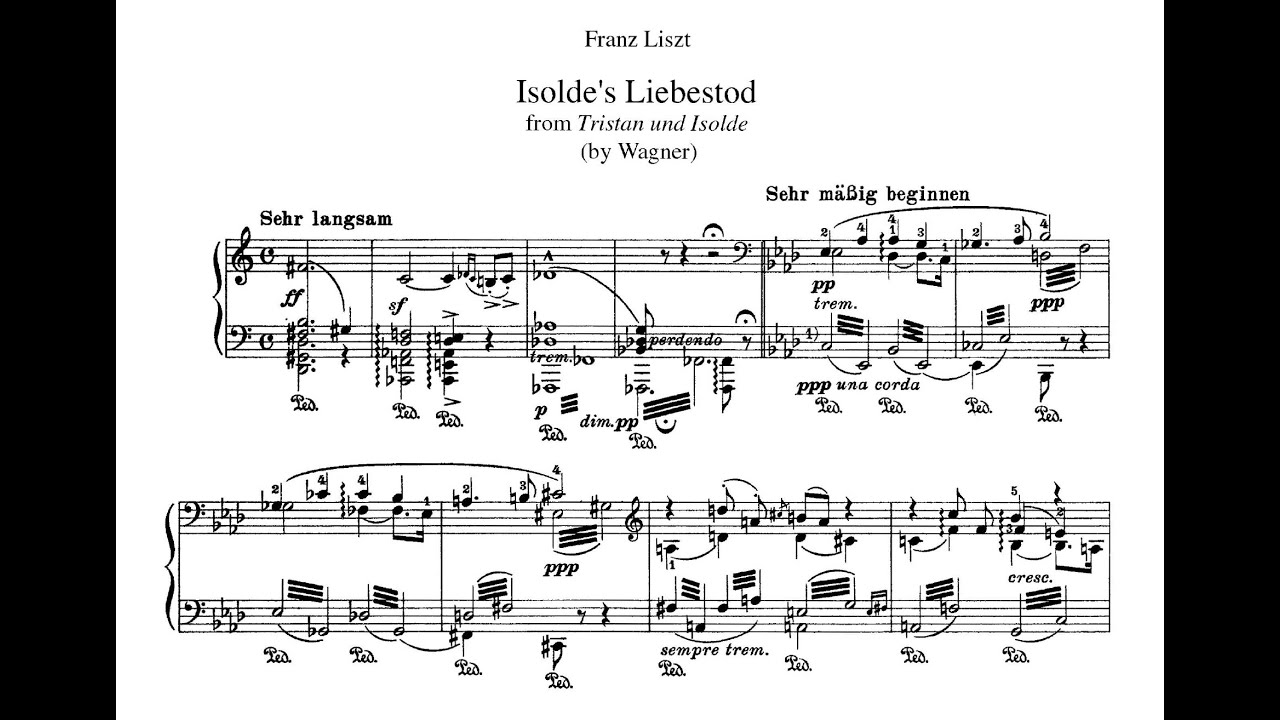 Franz Liszt
Isolde's Liebestod
from Tristan und Isolde
(by Wagner)
Sehr langsam
Sehr mäßig beginnen
ff
sf
trem.
perdendo
p
dim. pp
pp
trem.
ppp
1)
ppp una corda
Ped. Ped. Ped. Ped. Ped. Ped. Ped. Ped. Ped.
ppp
cresc.
sempre trem.
Ped. Ped. Ped. Ped. Ped. Ped. Ped. Ped.